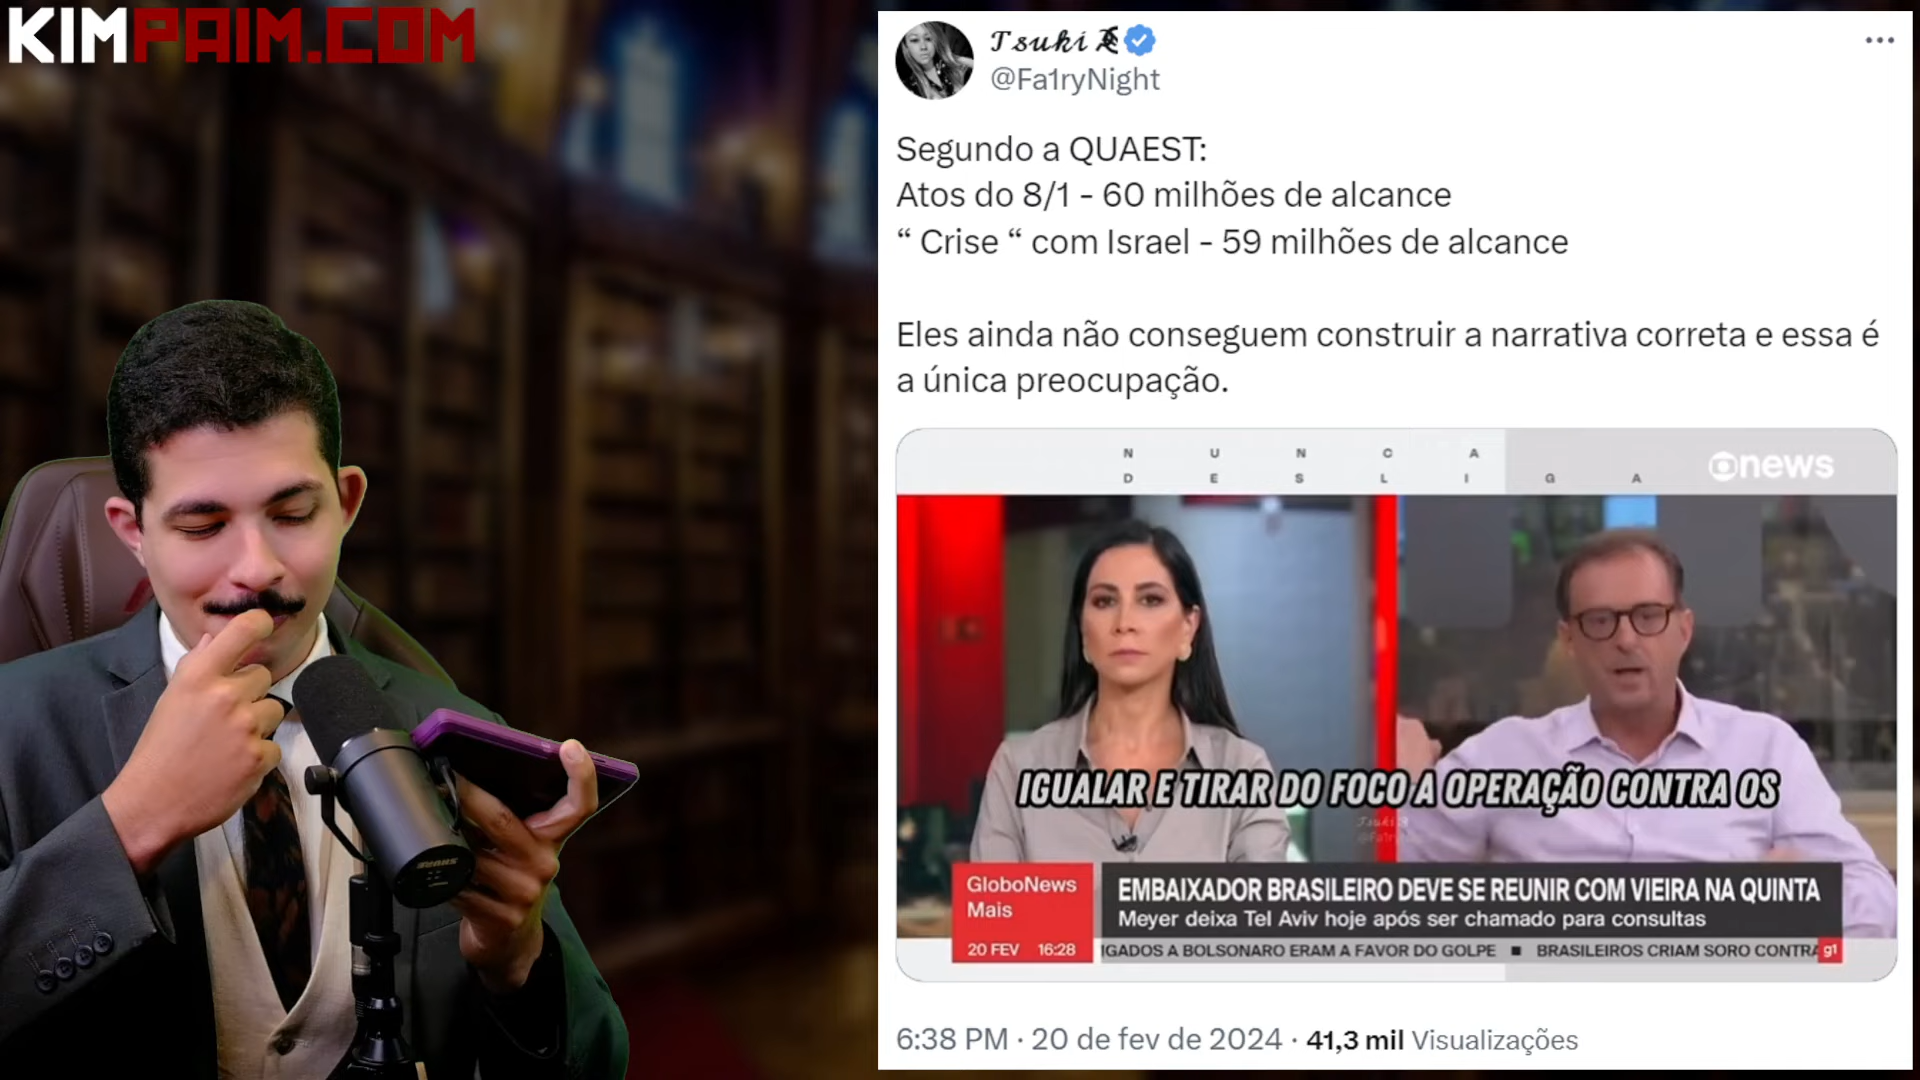 KIMPAIM.COM
Tsuki
@Fa1ryNight
Segundo a QUAEST:
Atos do 8/1 - 60 milhões de alcance
“ Crise “ com Israel - 59 milhões de alcance
Eles ainda não conseguem construir a narrativa correta e essa é
a única preocupação.
NUNCA
DESLIGA
news
IGUALAR E TIRAR DO FOCO A OPERAÇÃO CONTRA OS
GloboNews
Mais
20 FEV 16:28
EMBAIXADOR BRASILEIRO DEVE SE REUNIR COM VIEIRA NA QUINTA
Meyer deixa Tel Aviv hoje após ser chamado para consultas
IGADOS A BOLSONARO ERAM A FAVOR DO GOLPE ■ BRASILEIROS CRIAM SORO CONTRA
g1
6:38 PM · 20 de fev de 2024 · 41,3 mil Visualizações